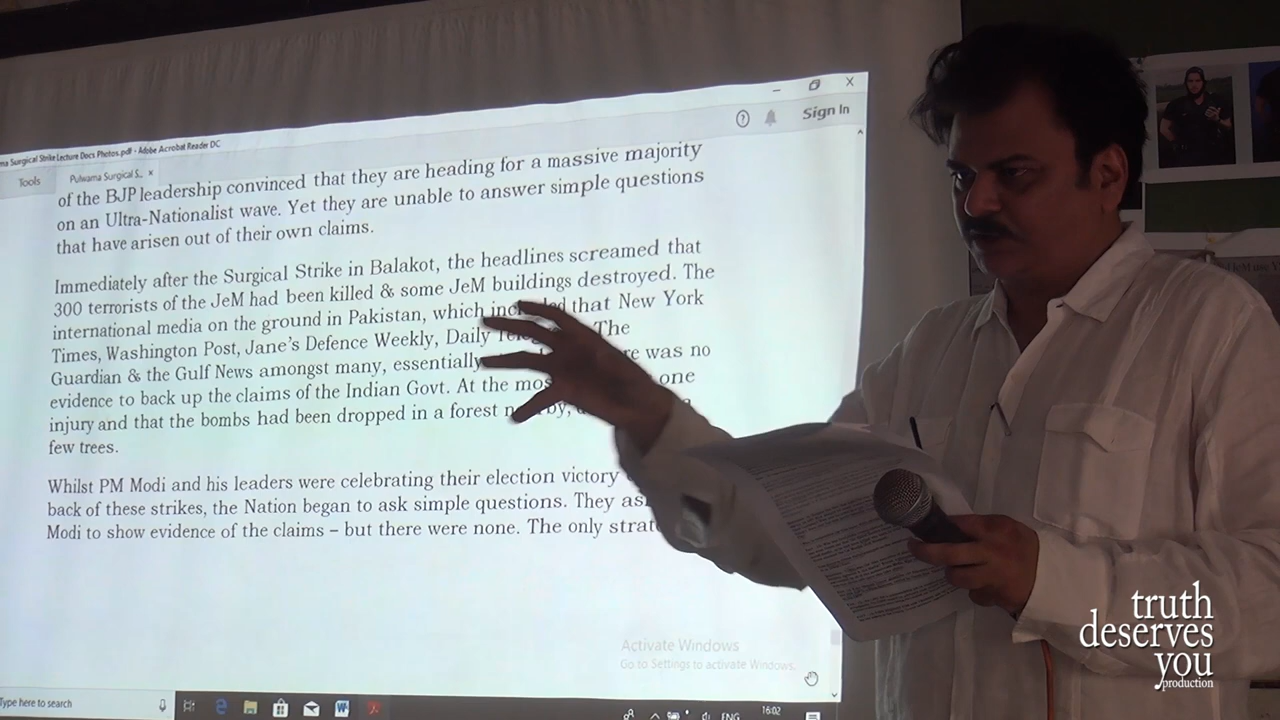 Sign In
Surgical Strike Lecture Docs Photos.pdf - Adobe Acrobat Reader DC
Tools
Pulwama Surgical S.. ×
of the BJP leadership convinced that they are heading for a massive majority
on an Ultra-Nationalist wave. Yet they are unable to answer simple questions
that have arisen out of their own claims.
Immediately after the Surgical Strike in Balakot, the headlines screamed that
300 terrorists of the JeM had been killed & some JeM buildings destroyed. The
international media on the ground in Pakistan, which that New York
Times, Washington Post, Jane's Defence Weekly, Daily The
Guardian & the Gulf News amongst many, essentially was no
evidence to back up the claims of the Indian Govt. At the one
injury and that the bombs had been dropped in a forest
few trees.
Whilst PM Modi and his leaders were celebrating their election victory
back of these strikes, the Nation began to ask simple questions. They
Modi to show evidence of the claims – but there were none. The only
Activate Windows
Go to Settings to activate Windows.
Type here to search
ENG
16:02
truth
deserves
you
production